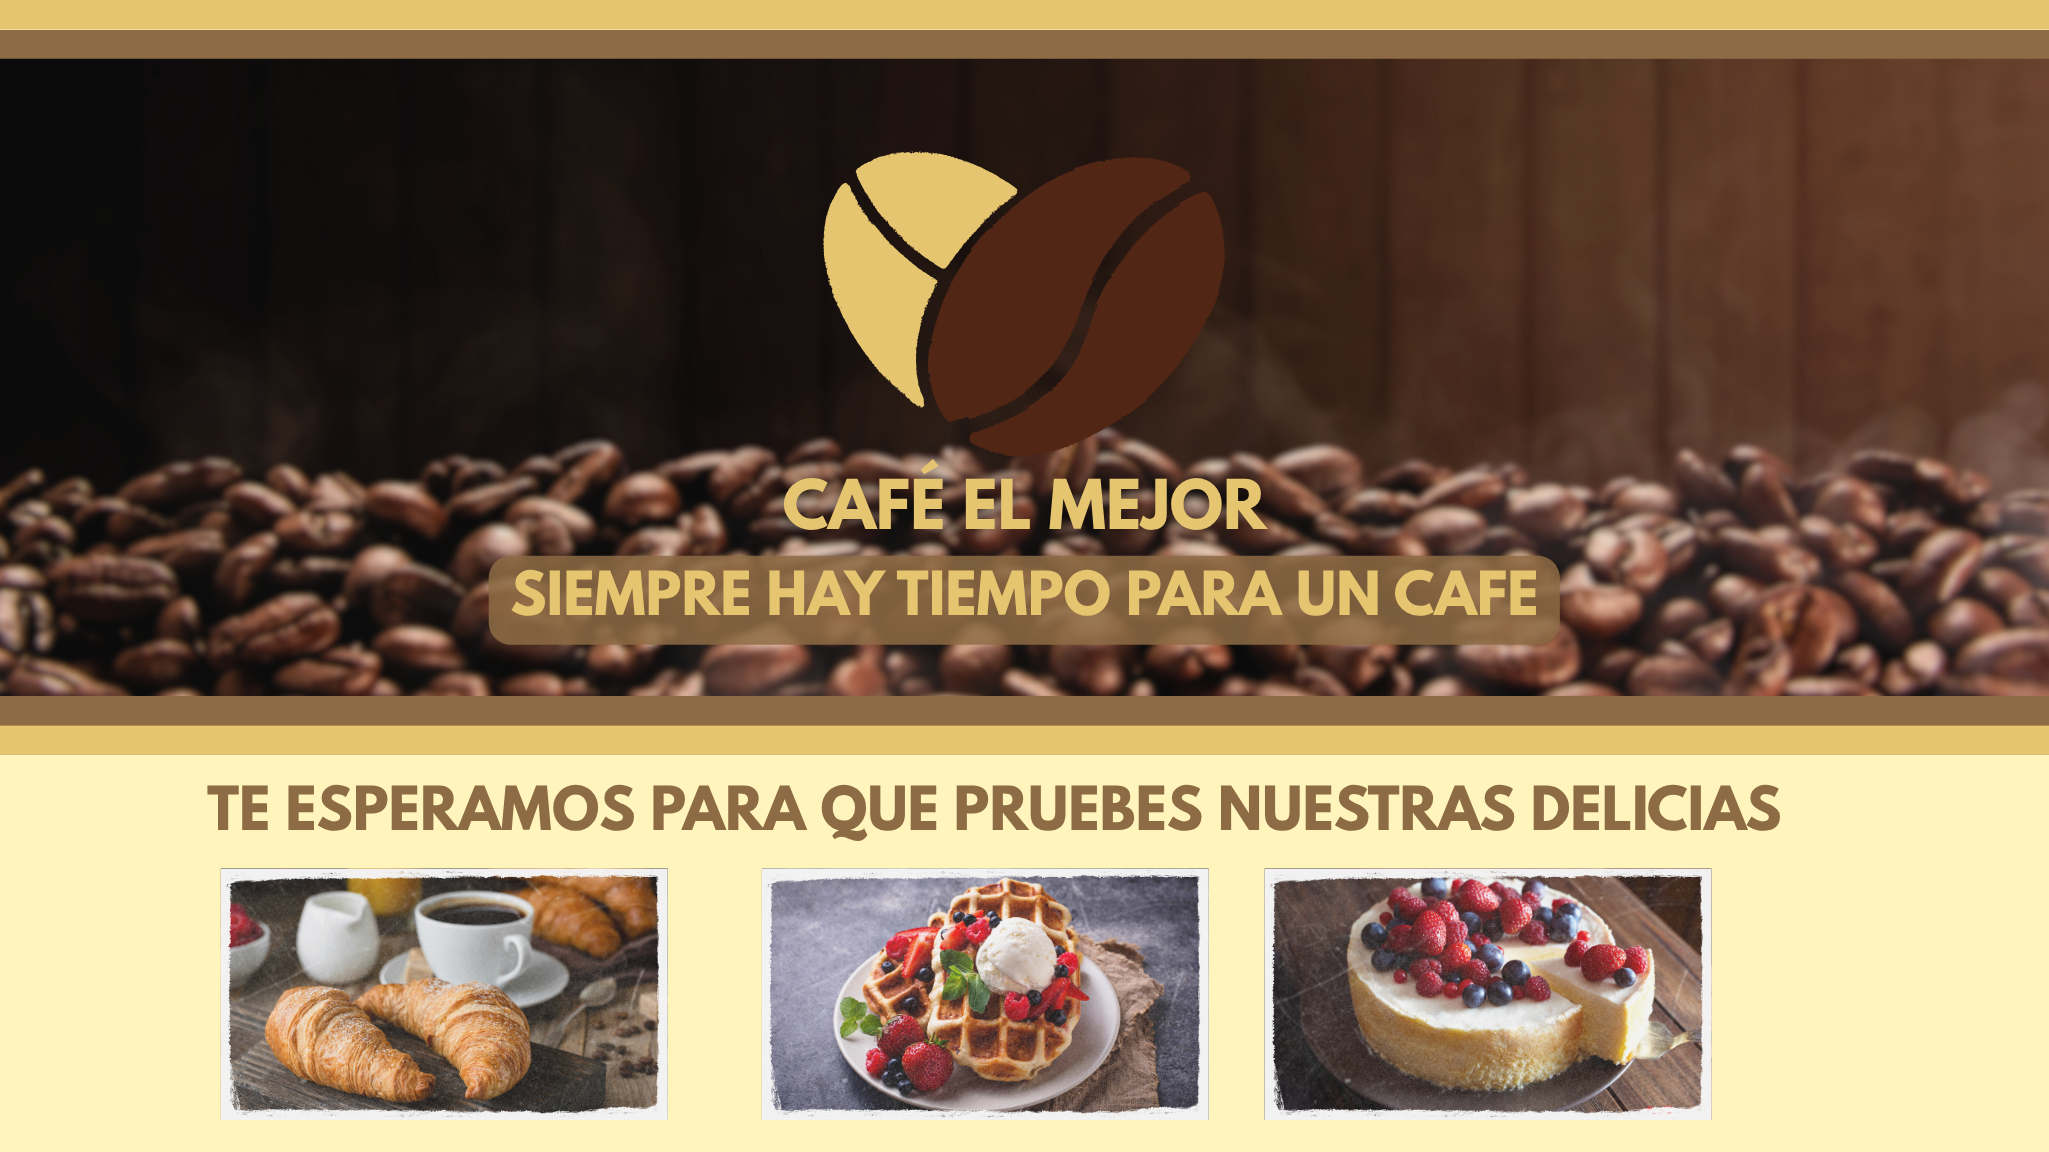 CAFÉ EL MEJOR
SIEMPRE HAY TIEMPO PARA UN CAFE
TE ESPERAMOS PARA QUE PRUEBES NUESTRAS DELICIAS